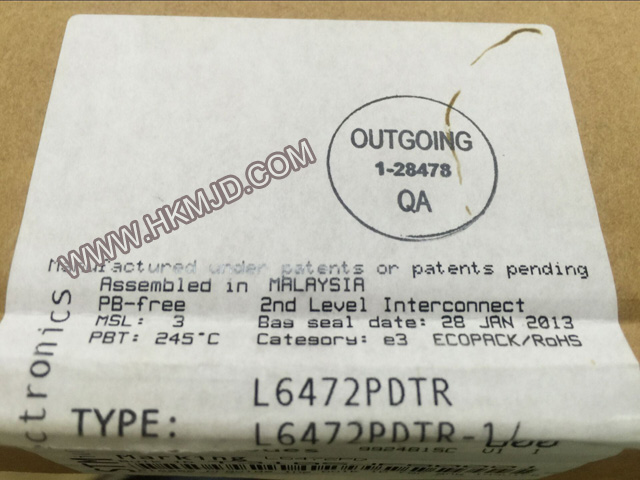 OUTGOING
1-28478
QA
WWW.HKMJD.COM
Manufactured under patents or patents pending
Assembled in MALAYSIA
PB-free 2nd Level Interconnect
MSL: 3 Bag seal date: 28 JAN 2013
PBT: 245°C Category: e3 ECOPACK/RoHS
ctronics
TYPE: L6472PDTR
L6472PDTR-1/
Marking